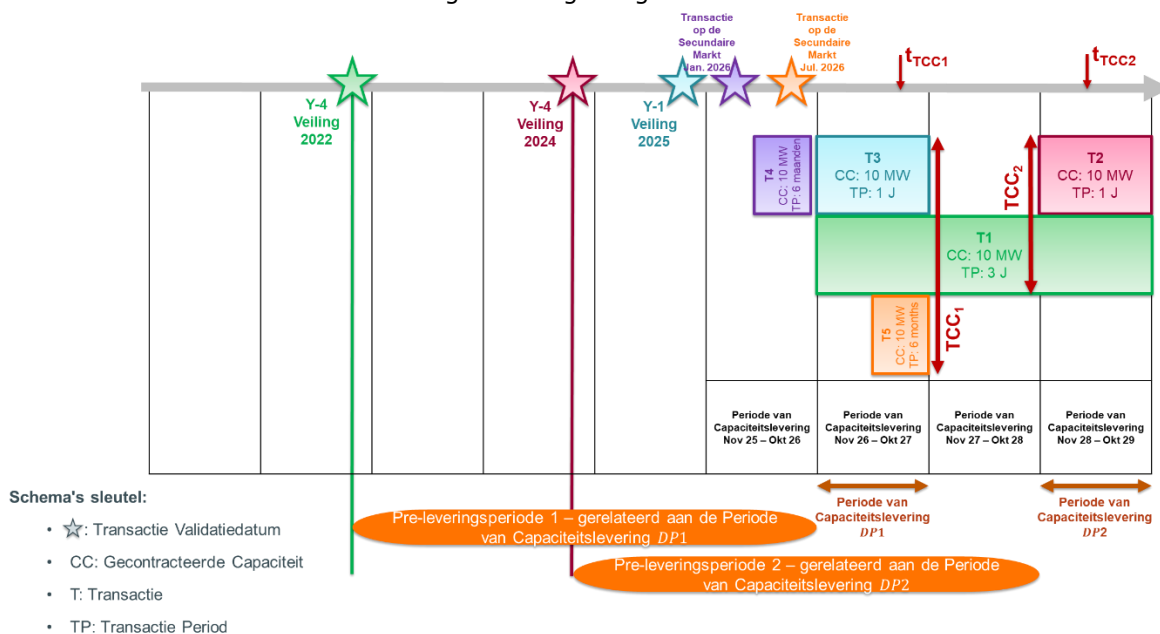 Transactie
op de
Secundaire
Markt
Jan. 2026
Transactie
op de
Secundaire
Markt
Jul. 2026
tTCC1
tTCC2
Y-4
Veiling
2022
Y-4
Veiling
2024
Y-1
Veiling
2025
T4
CC: 10 MW
TP: 6 maanden
T3
CC: 10 MW
TP: 1 J
TCC2
T2
CC: 10 MW
TP: 1 J
T1
CC: 10 MW
TP: 3 J
T5
CC: 10 MW
TP: 6 months
TCC1
Periode van
Capaciteitslevering
Nov 25 – Okt 26
Periode van
Capaciteitslevering
Nov 26 – Okt 27
Periode van
Capaciteitslevering
Nov 27 – Okt 28
Periode van
Capaciteitslevering
Nov 28 – Okt 29
Periode van
Capaciteitslevering
DP1
Periode van
Capaciteitslevering
DP2
Pre-leveringsperiode 1 – gerelateerd aan de Periode
van Capaciteitslevering DP1
Pre-leveringsperiode 2 – gerelateerd aan de Periode
van Capaciteitslevering DP2
Schema's sleutel:
• : Transactie Validatiedatum
• CC: Gecontracteerde Capaciteit
• T: Transactie
• TP: Transactie Period